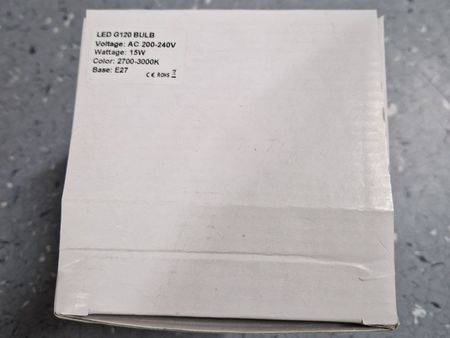 LED G120 BULB
Voltage: AC 200-240V
Wattage: 15W
Color: 2700-3000K
Base: E27
CE ROHS